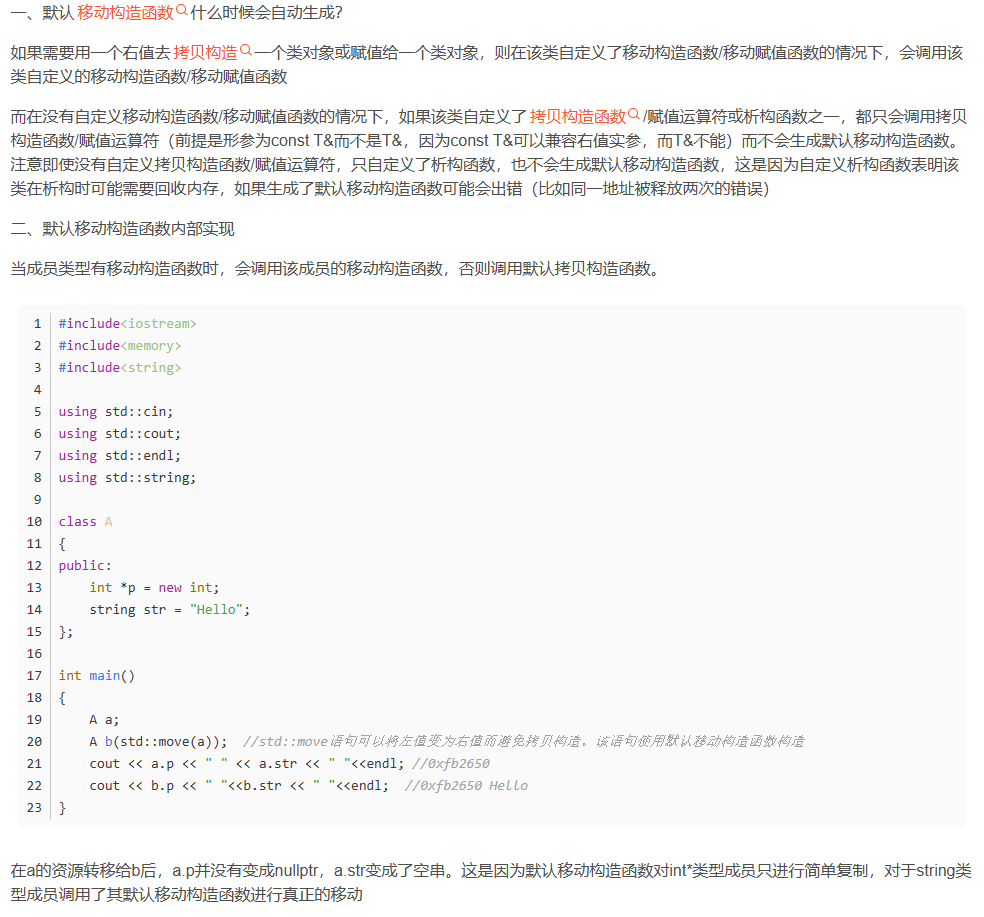 一、默认 移动构造函数 什么时候会自动生成？
如果需要用一个右值去 拷贝构造 一个类对象或赋值给一个类对象，则在该类自定义了移动构造函数/移动赋值函数的情况下，会调用该
类自定义的移动构造函数/移动赋值函数
而在没有自定义移动构造函数/移动赋值函数的情况下，如果该类自定义了 拷贝构造函数 /赋值运算符或析构函数之一，都只会调用拷贝
构造函数/赋值运算符（前提是形参为const T&而不是T&，因为const T&可以兼容右值实参，而T&不能）而不会生成默认移动构造函数。
注意即便没有自定义拷贝构造函数/赋值运算符，只自定义了析构函数，也不会生成默认移动构造函数，这是因为自定义析构函数表明该
类在析构时可能需要回收内存，如果生成了默认移动构造函数可能会出错（比如同一地址被释放两次的错误）
二、默认移动构造函数内部实现
当成员类型有移动构造函数时，会调用该成员的移动构造函数，否则调用默认拷贝构造函数。
1 #include<iostream>
2 #include<memory>
3 #include<string>
4
5 using std::cin;
6 using std::cout;
7 using std::endl;
8 using std::string;
9
10 class A
11 {
12 public:
13     int *p = new int;
14     string str = "Hello";
15 };
16
17 int main()
18 {
19     A a;
20     A b(std::move(a));  //std::move语句可以将左值变为右值而避免拷贝构造。该语句使用默认移动构造函数构造
21     cout << a.p << " " << a.str << " "<<endl; //0xfb2650
22     cout << b.p << " "<<b.str << " "<<endl;  //0xfb2650 Hello
23 }
在a的资源转移给b后，a.p并没有变成nullptr，a.str变成了空串。这是因为默认移动构造函数对int*类型成员只进行简单复制，对于string类
型成员调用了其默认移动构造函数进行真正的移动